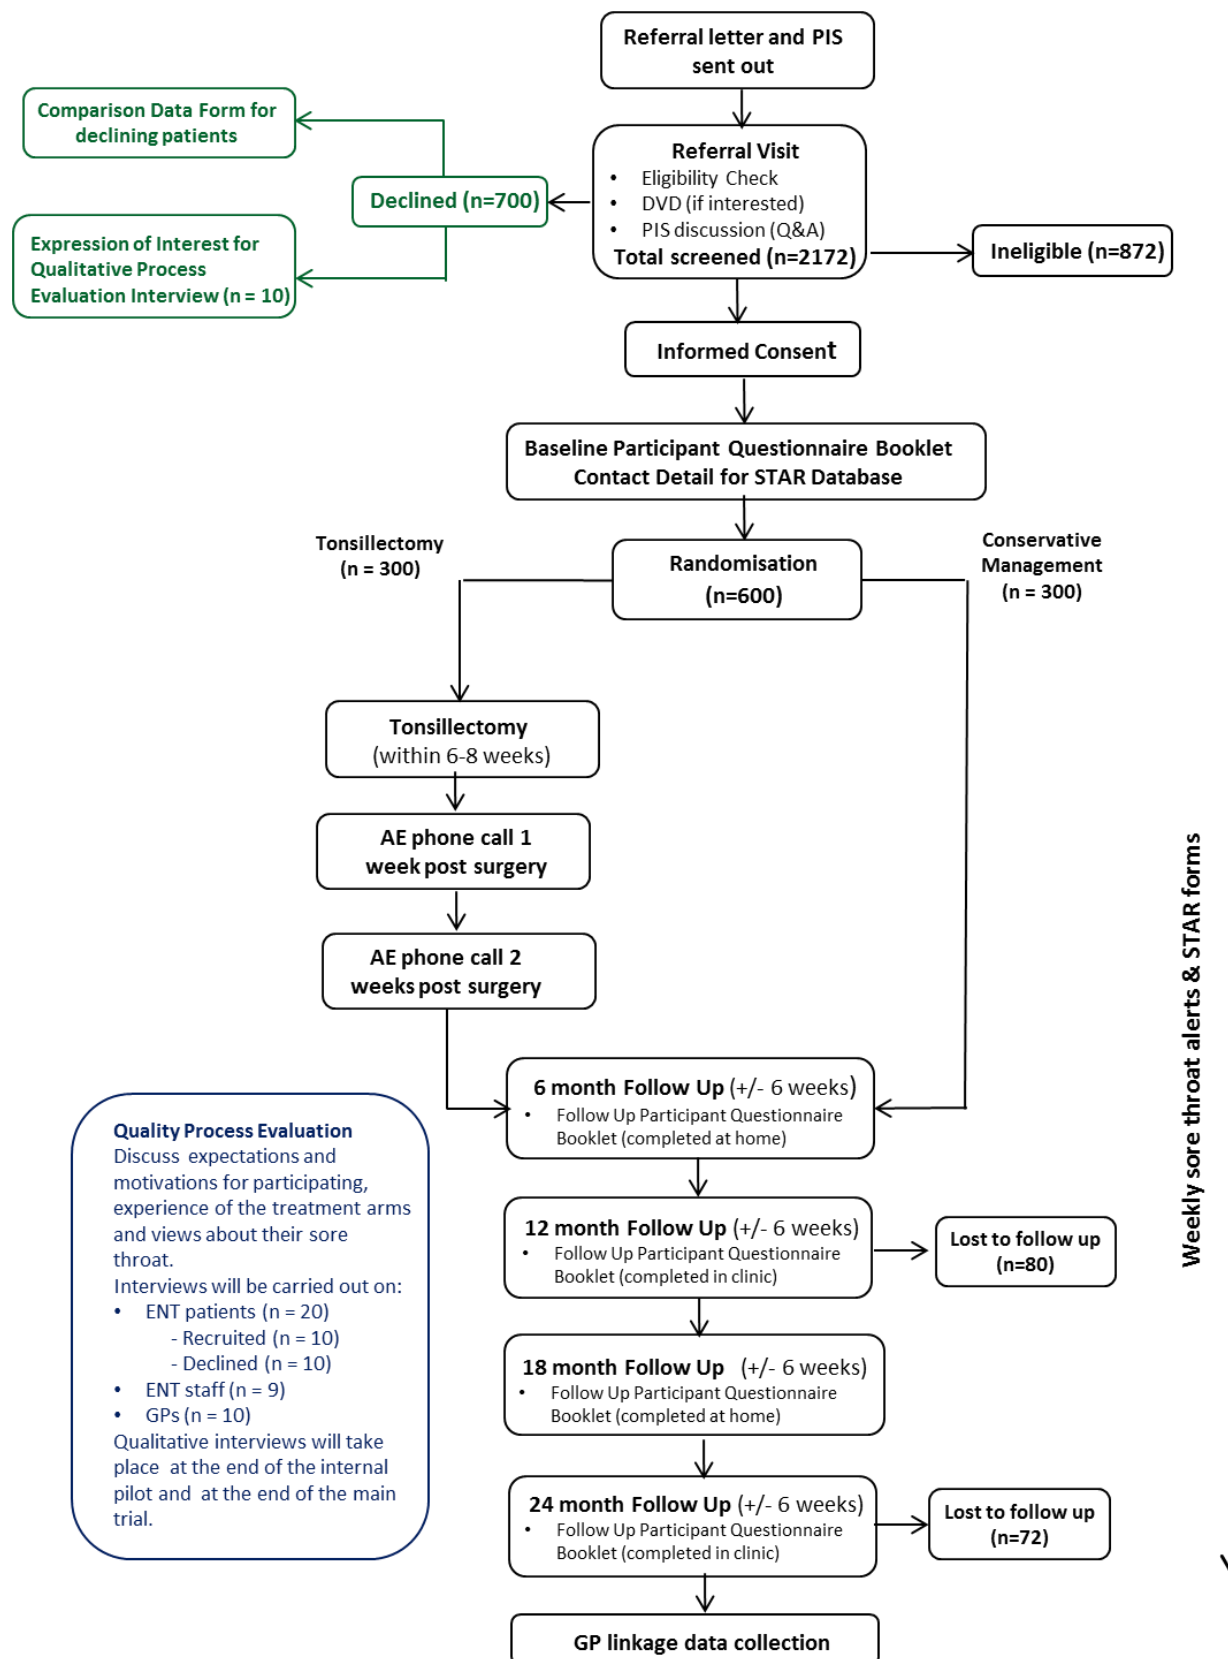 Referral letter and PIS
sent out
Comparison Data Form for
declining patients
Declined (n=700)
Expression of Interest for
Qualitative Process
Evaluation Interview (n = 10)
Referral Visit
• Eligibility Check
• DVD (if interested)
• PIS discussion (Q&A)
Total screened (n=2172)
Ineligible (n=872)
Informed Consent
Baseline Participant Questionnaire Booklet
Contact Detail for STAR Database
Tonsillectomy
(n = 300)
Randomisation
(n=600)
Conservative
Management
(n = 300)
Tonsillectomy
(within 6-8 weeks)
AE phone call 1
week post surgery
AE phone call 2
weeks post surgery
6 month Follow Up (+/- 6 weeks)
• Follow Up Participant Questionnaire
Booklet (completed at home)
12 month Follow Up (+/- 6 weeks)
• Follow Up Participant Questionnaire
Booklet (completed in clinic)
Lost to follow up
(n=80)
18 month Follow Up (+/- 6 weeks)
• Follow Up Participant Questionnaire
Booklet (completed at home)
24 month Follow Up (+/- 6 weeks)
• Follow Up Participant Questionnaire
Booklet (completed in clinic)
Lost to follow up
(n=72)
GP linkage data collection
Quality Process Evaluation
Discuss expectations and
motivations for participating,
experience of the treatment arms
and views about their sore
throat.
Interviews will be carried out on:
• ENT patients (n = 20)
- Recruited (n = 10)
- Declined (n = 10)
• ENT staff (n = 9)
• GPs (n = 10)
Qualitative interviews will take
place at the end of the internal
pilot and at the end of the main
trial.
Weekly sore throat alerts & STAR forms